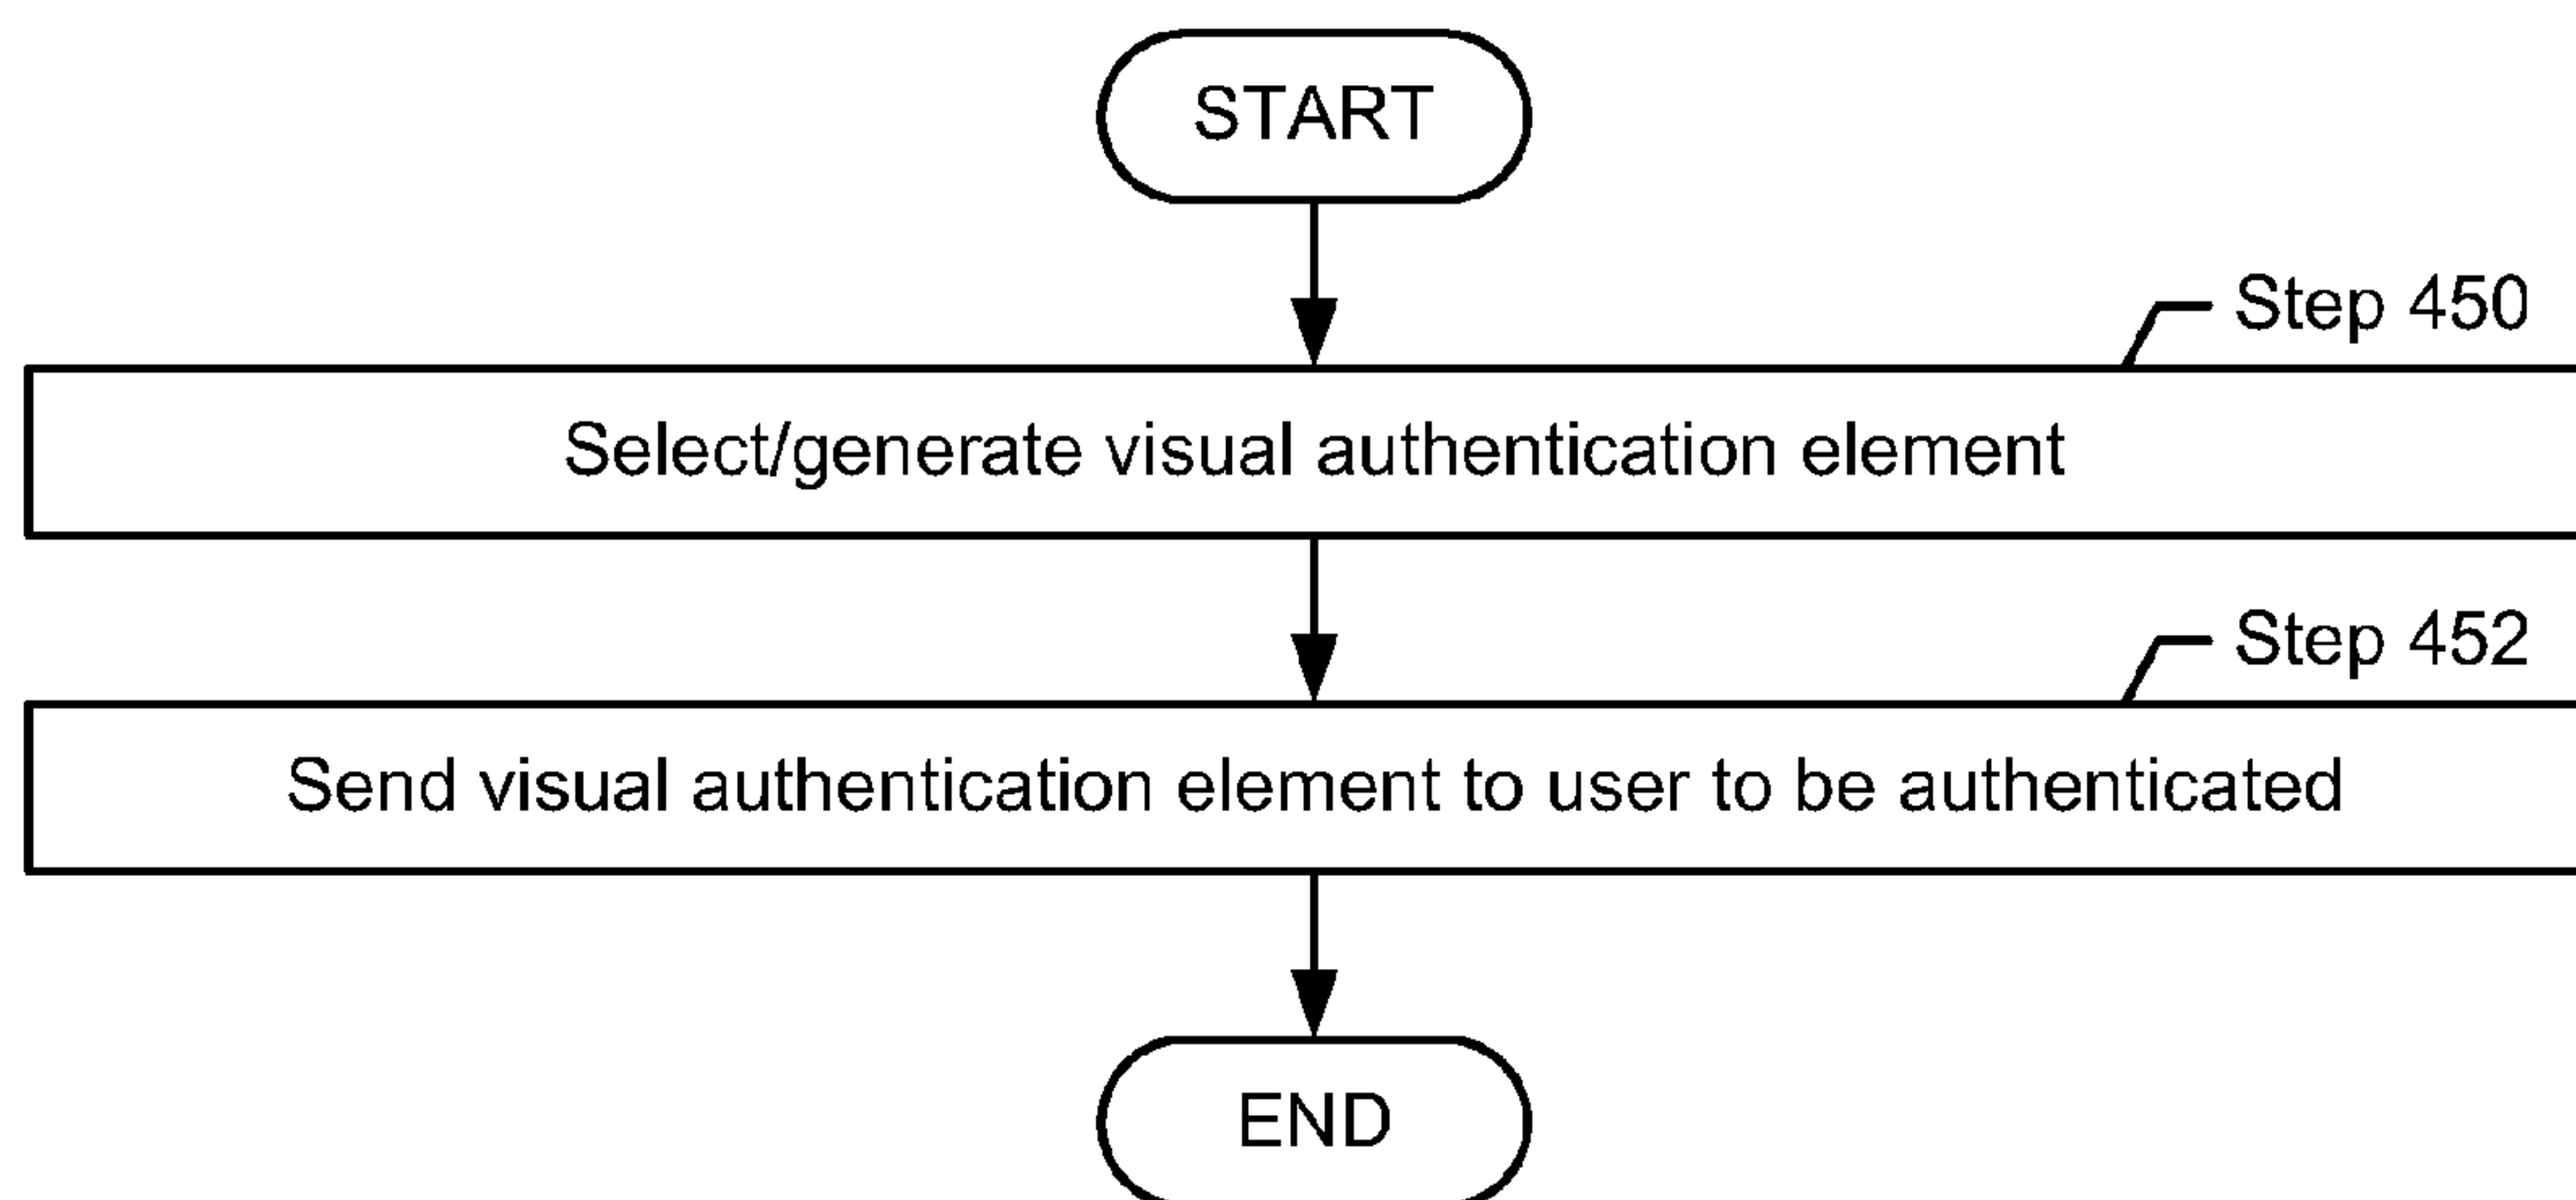 START
Step 450
Select/generate visual authentication element
Step 452
Send visual authentication element to user to be authenticated
END